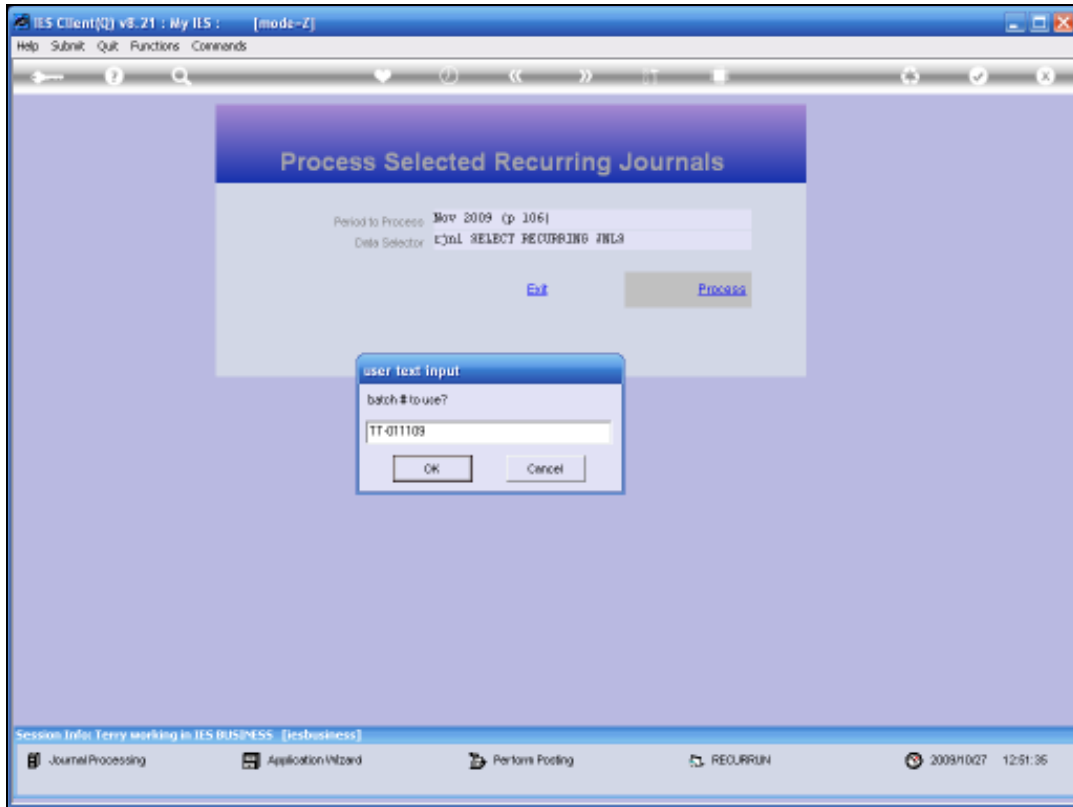 IES Client(Q) v8.21 : My IES : [mode-Z]
Help Submit Quit Functions Commands
Process Selected Recurring Journals
Period to Process Nov 2009 (p 106)
Data Selector rjnl SELECT RECURRING JNLS
Exit Process
user text input
batch # to use?
TT-011109
OK Cancel
Session Info: Terry working in IES BUSINESS [iesbusiness]
Journal Processing Application Wizard Perform Posting RECURRUN 2009/10/27 12:51:35